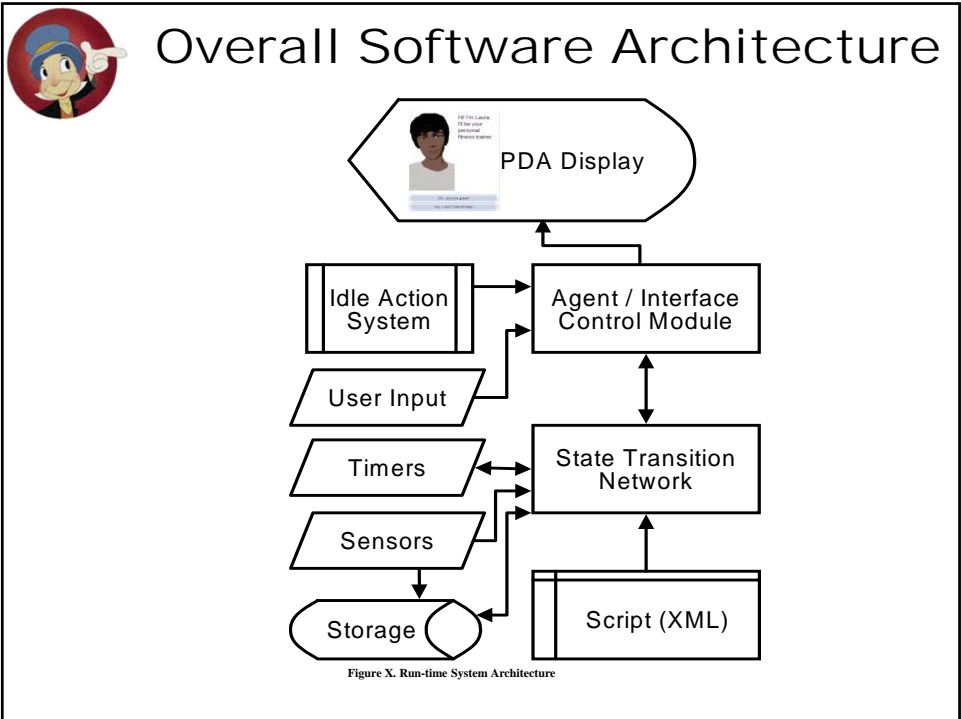 Overall Software Architecture
Hi! I'm Laura.
I'll be your
personal
fitness trainer
PDA Display
Idle Action
System
Agent / Interface
Control Module
User Input
Timers
State Transition
Network
Sensors
Storage
Script (XML)
Figure X. Run-time System Architecture